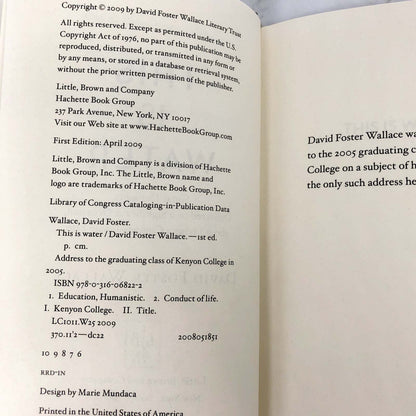 Copyright © 2009 by David Foster Wallace Literary Trust
All rights reserved. Except as permitted under the U.S.
Copyright Act of 1976, no part of this publication may be
reproduced, distributed, or transmitted in any form or
by any means, or stored in a database or retrieval system,
without the prior written permission of the publisher.
Little, Brown and Company
Hachette Book Group
237 Park Avenue, New York, NY 10017
Visit our Web site at www.HachetteBookGroup.com
First Edition: April 2009
Little, Brown and Company is a division of Hachette
Book Group, Inc. The Little, Brown name and
logo are trademarks of Hachette Book Group, Inc.
Library of Congress Cataloging-in-Publication Data
Wallace, David Foster.
This is water / David Foster Wallace. — 1st ed.
p. cm.
Address to the graduating class of Kenyon College in
2005.
ISBN 978-0-316-06822-2
1. Education, Humanistic. 2. Conduct of life.
I. Kenyon College. II. Title.
LC1011.W25 2009
370.11'2—dc22 2008051851
10 9 8 7 6
RRD-IN
Design by Marie Mundaca
Printed in the United States of America
David Foster Wallace wa
to the 2005 graduating c
College on a subject of h
the only such address he